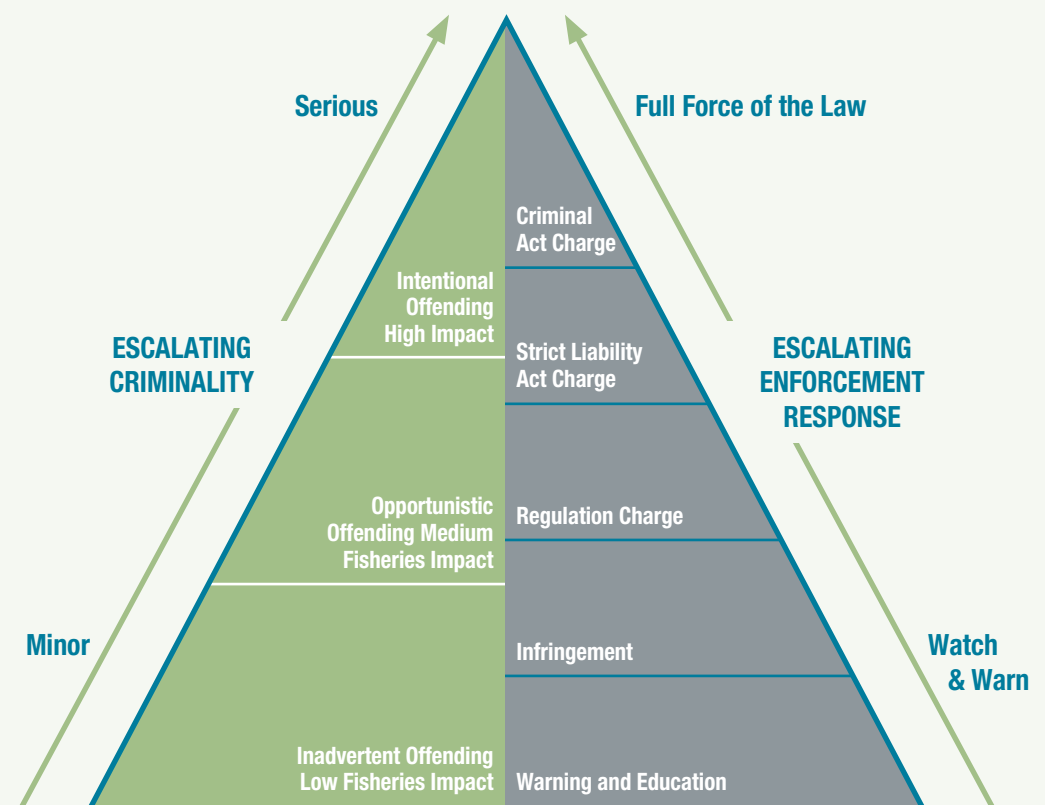 Serious
Full Force of the Law
Criminal
Act Charge
Intentional
Offending
High Impact
ESCALATING
CRIMINALITY
Strict Liability
Act Charge
ESCALATING
ENFORCEMENT
RESPONSE
Opportunistic
Offending Medium
Fisheries Impact
Regulation Charge
Minor
Infringement
Watch
& Warn
Inadvertent Offending
Low Fisheries Impact
Warning and Education